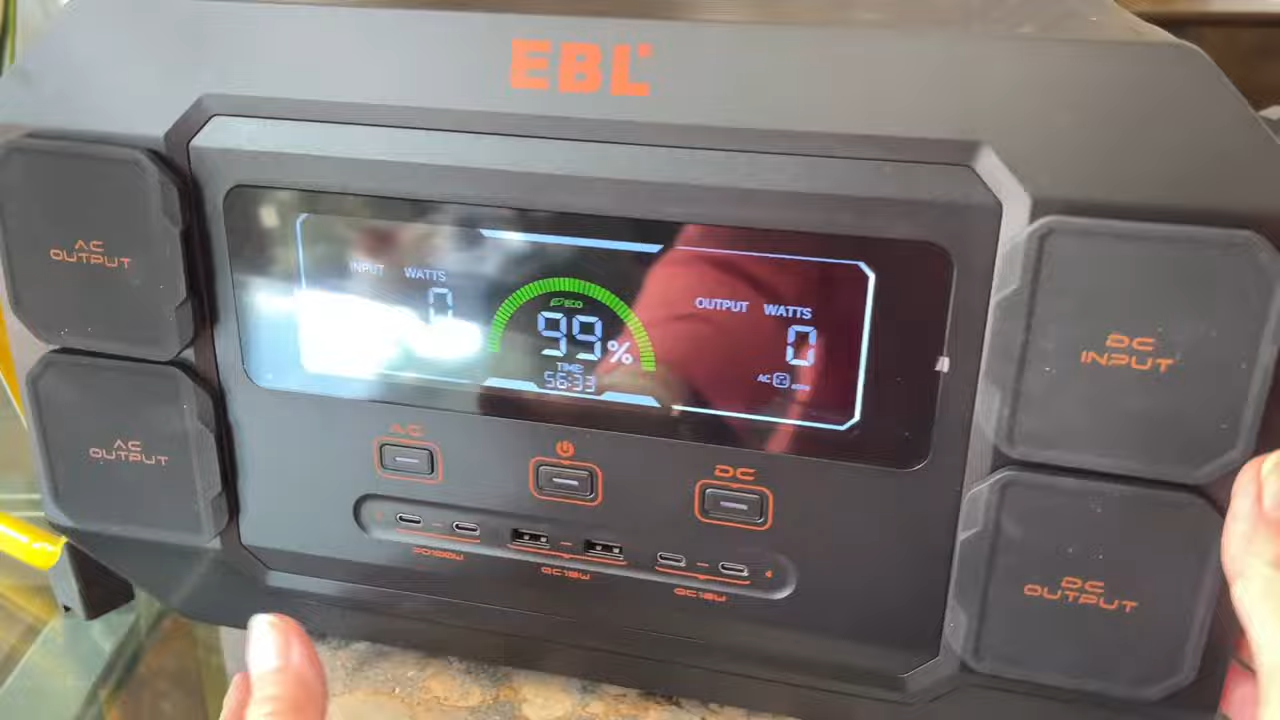 EBL
AC
OUTPUT
INPUT WATTS
0
ECO
99%
TIME:
56:33
OUTPUT WATTS
0
AC
DC
INPUT
AC
OUTPUT
AC
DC
DC
OUTPUT